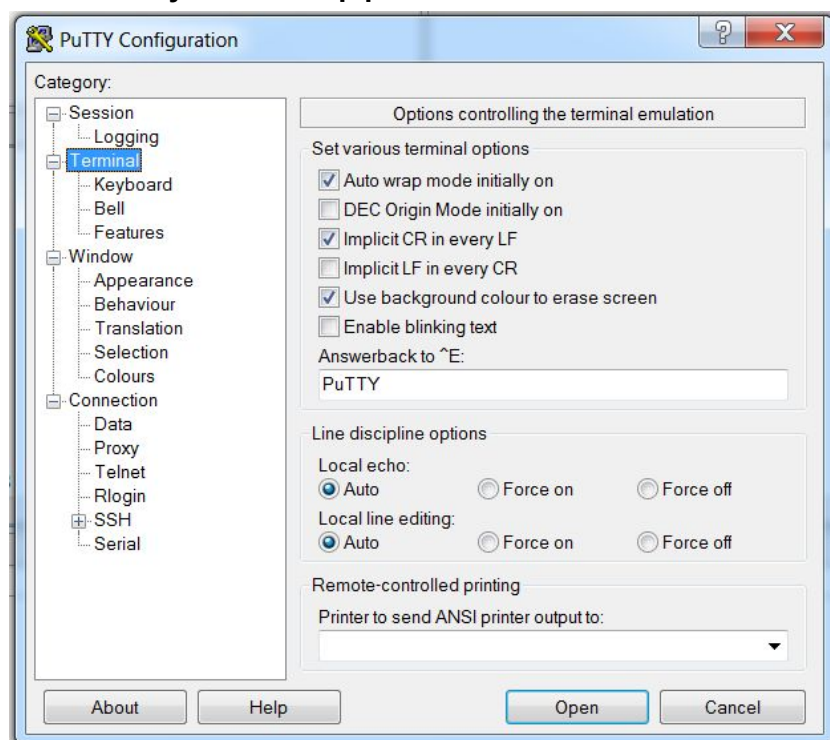 PuTTY Configuration
?
X
Category:
Session
Logging
Terminal
Keyboard
Bell
Features
Window
Appearance
Behaviour
Translation
Selection
Colours
Connection
Data
Proxy
Telnet
Rlogin
SSH
Serial
Options controlling the terminal emulation
Set various terminal options
Auto wrap mode initially on
DEC Origin Mode initially on
Implicit CR in every LF
Implicit LF in every CR
Use background colour to erase screen
Enable blinking text
Answerback to ^E:
PuTTY
Line discipline options
Local echo:
Auto Force on Force off
Local line editing:
Auto Force on Force off
Remote-controlled printing
Printer to send ANSI printer output to:
About Help Open Cancel